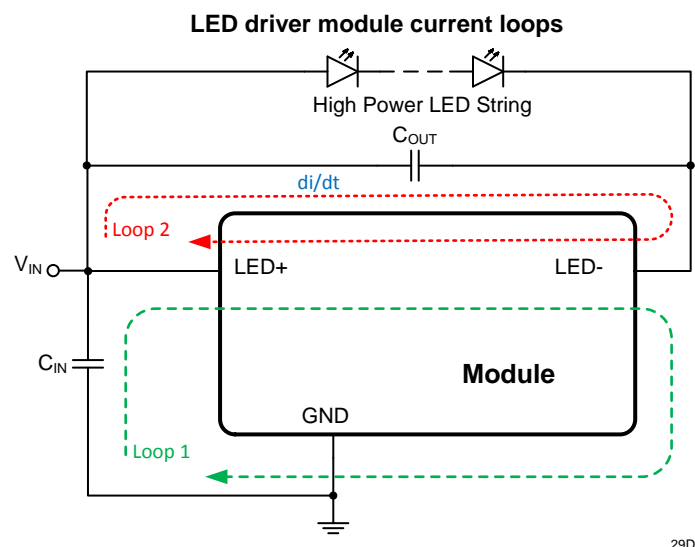 LED driver module current loops
High Power LED String
COUT
di/dt
Loop 2
VIN
LED+
LED-
CIN
Module
GND
Loop 1
29D